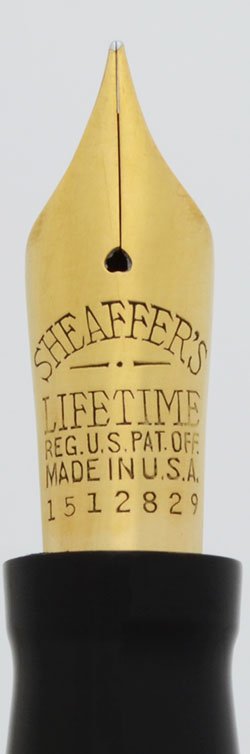 SHEAFFER'S
LIFETIME
REG.U.S.PAT.OFF.
MADE IN U.S.A.
1512829